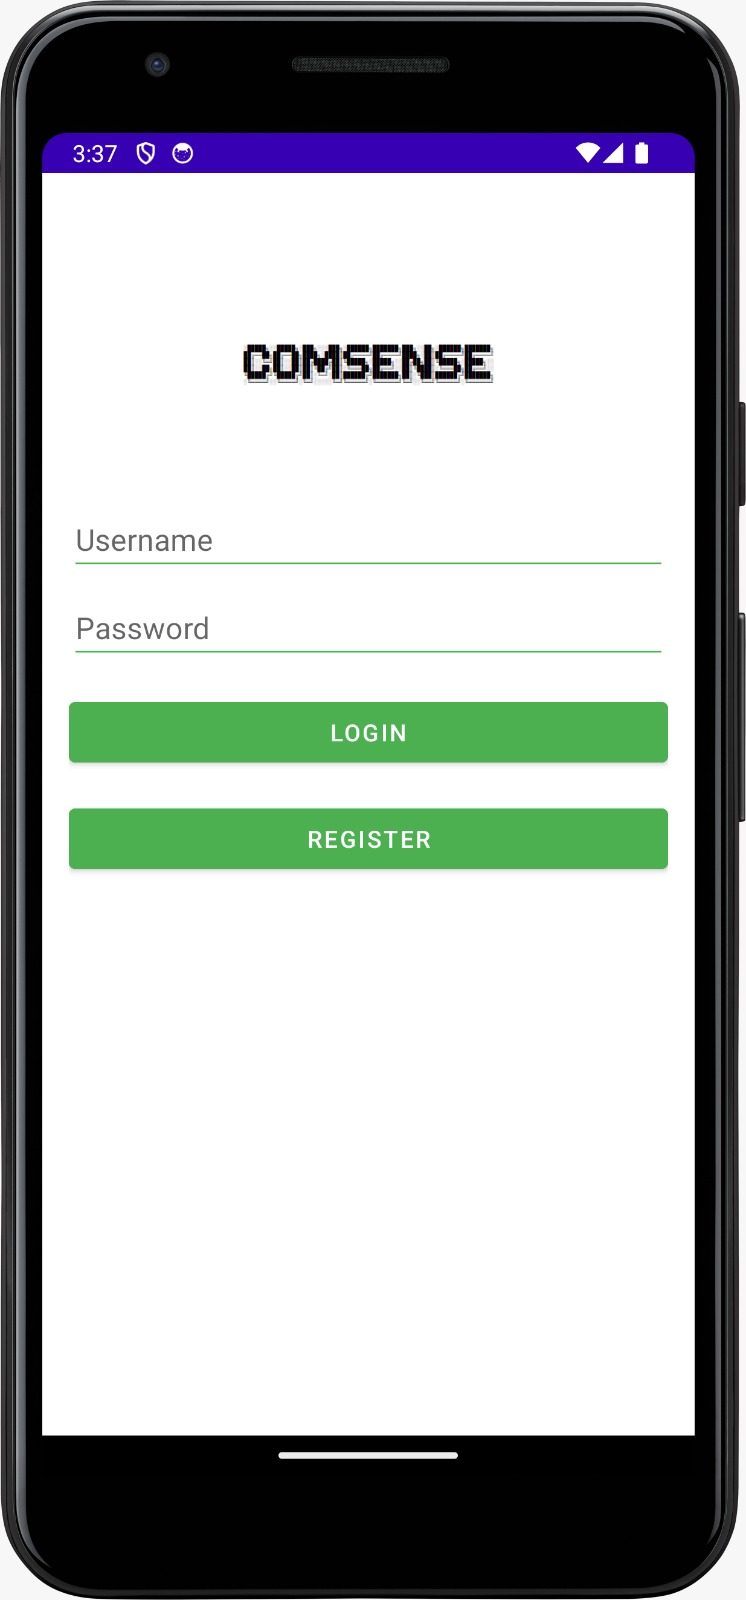 3:37
COMSENSE
Username
Password
LOGIN
REGISTER